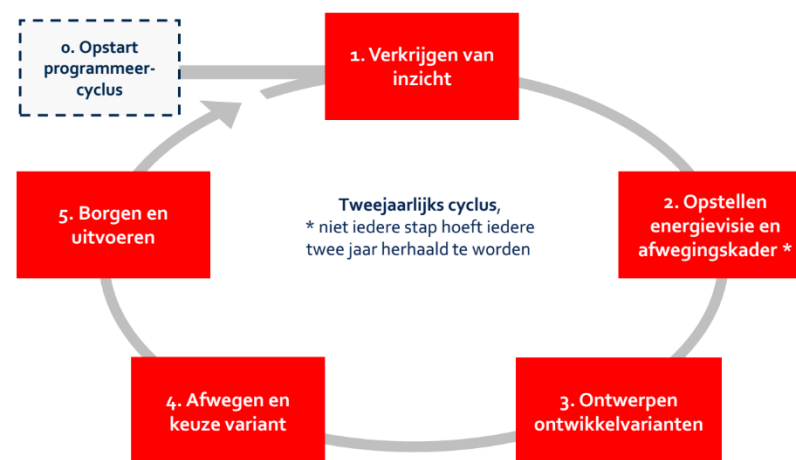 0. Opstart
programmeer-
cyclus
1. Verkrijgen van
inzicht
2. Opstellen
energievisie en
afwegingskader *
3. Ontwerpen
ontwikkelvarianten
4. Afwegen en
keuze variant
5. Borgen en
uitvoeren
Tweejaarlijks cyclus,
* niet iedere stap hoeft iedere
twee jaar herhaald te worden